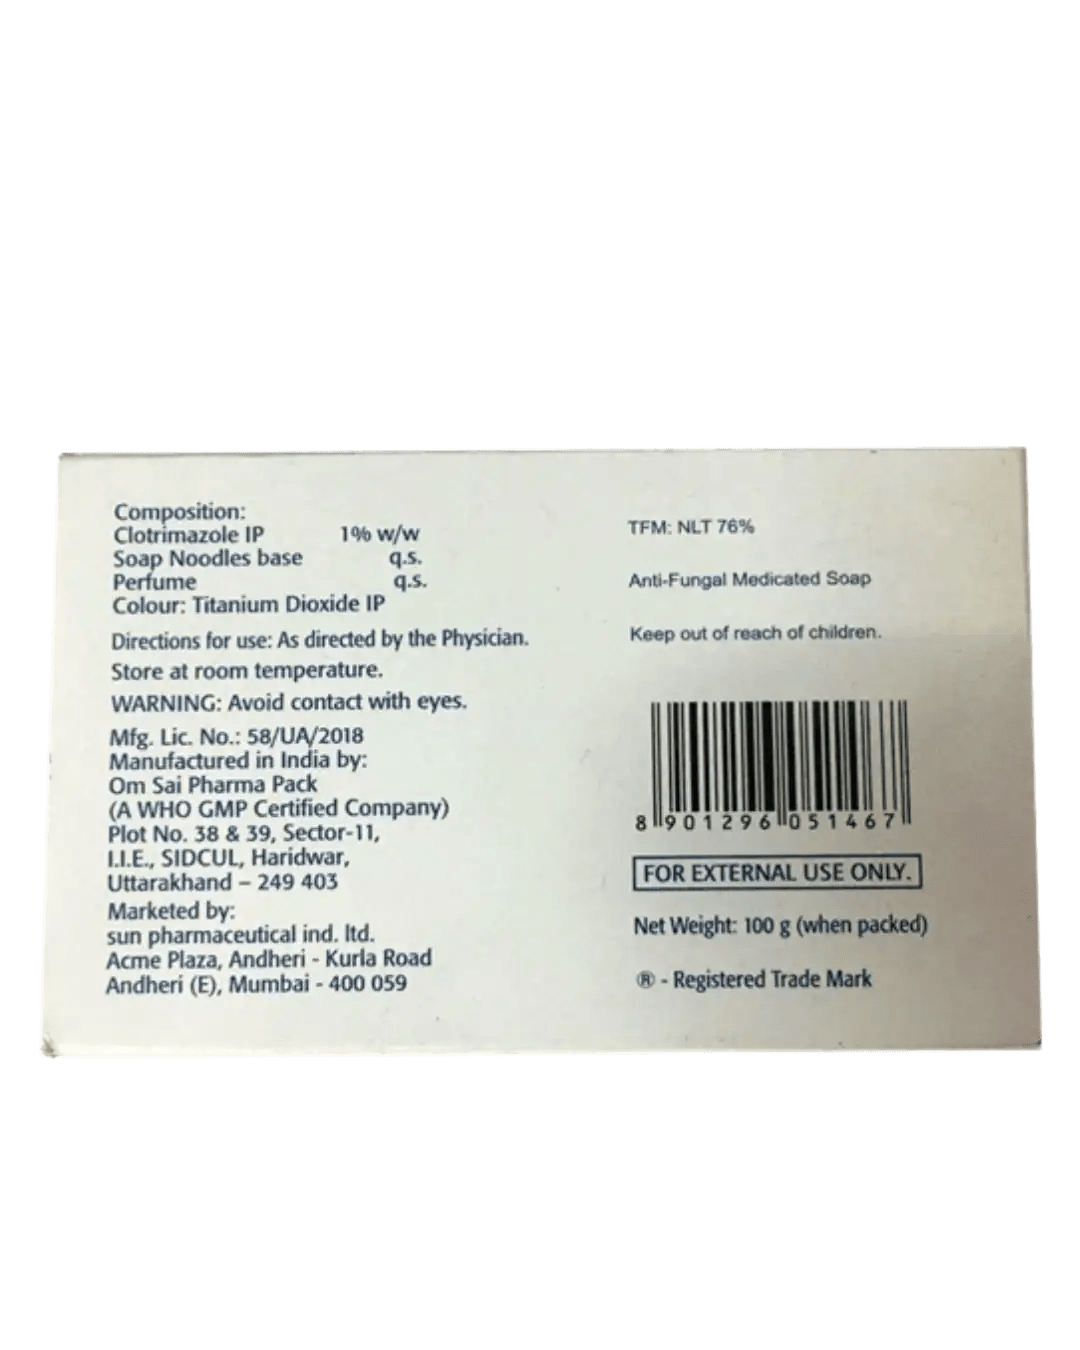 Composition:
Clotrimazole IP 1% w/w
Soap Noodles base q.s.
Perfume q.s.
Colour: Titanium Dioxide IP
Directions for use: As directed by the Physician.
Store at room temperature.
WARNING: Avoid contact with eyes.
Mfg. Lic. No.: 58/UA/2018
Manufactured in India by:
Om Sai Pharma Pack
(A WHO GMP Certified Company)
Plot No. 38 & 39, Sector-11,
I.I.E., SIDCUL, Haridwar,
Uttarakhand – 249 403
Marketed by:
sun pharmaceutical ind. ltd.
Acme Plaza, Andheri - Kurla Road
Andheri (E), Mumbai - 400 059
TFM: NLT 76%
Anti-Fungal Medicated Soap
Keep out of reach of children.
8 901296 051467
FOR EXTERNAL USE ONLY.
Net Weight: 100 g (when packed)
® - Registered Trade Mark